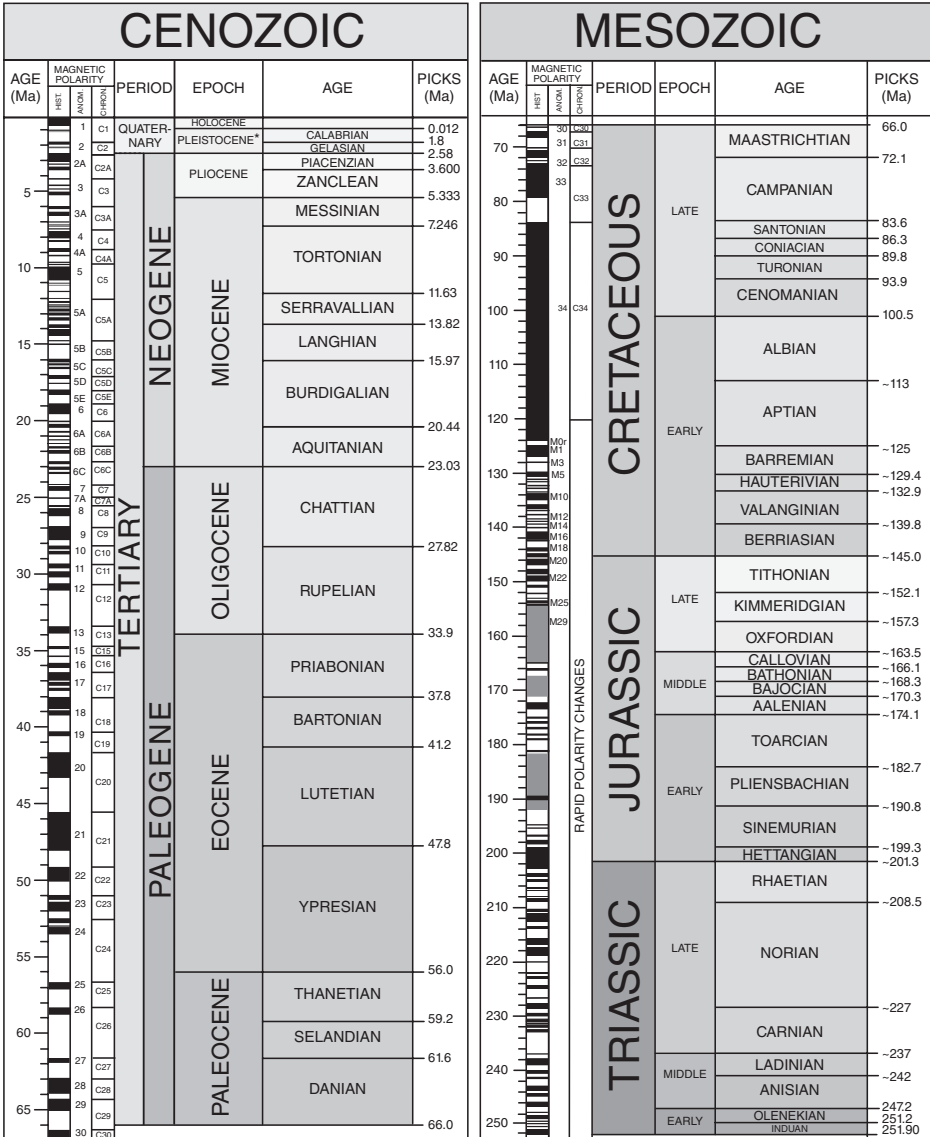 CENOZOIC
AGE (Ma)
MAGNETIC POLARITY
HIST.
ANOM.
CHRON.
PERIOD
EPOCH
AGE
PICKS (Ma)
5
10
15
20
25
30
35
40
45
50
55
60
65
1
2
2A
3
3A
4
4A
5
5A
5B
5C
5D
5E
6
6A
6B
6C
7
7A
8
9
10
11
12
13
15
16
17
18
19
20
21
22
23
24
25
26
27
28
29
30
C1
C2
C2A
C3
C3A
C4
C4A
C5
C5A
C5B
C5C
C5D
C5E
C6
C6A
C6B
C6C
C7
C7A
C8
C9
C10
C11
C12
C13
C15
C16
C17
C18
C19
C20
C21
C22
C23
C24
C25
C26
C27
C28
C29
C30
QUATER-
NARY
TERTIARY
NEOGENE
PALEOGENE
HOLOCENE
PLEISTOCENE*
PLIOCENE
MIOCENE
OLIGOCENE
EOCENE
PALEOCENE
CALABRIAN
GELASIAN
PIACENZIAN
ZANCLEAN
MESSINIAN
TORTONIAN
SERRAVALLIAN
LANGHIAN
BURDIGALIAN
AQUITANIAN
CHATTIAN
RUPELIAN
PRIABONIAN
BARTONIAN
LUTETIAN
YPRESIAN
THANETIAN
SELANDIAN
DANIAN
0.012
1.8
2.58
3.600
5.333
7.246
11.63
13.82
15.97
20.44
23.03
27.82
33.9
37.8
41.2
47.8
56.0
59.2
61.6
66.0
MESOZOIC
AGE (Ma)
MAGNETIC POLARITY
HIST
ANOM.
CHRON.
PERIOD
EPOCH
AGE
PICKS (Ma)
70
80
90
100
110
120
130
140
150
160
170
180
190
200
210
220
230
240
250
30
31
32
33
34
M0r
M1
M3
M5
M10
M12
M14
M16
M18
M20
M22
M25
M29
C30
C31
C32
C33
C34
RAPID POLARITY CHANGES
CRETACEOUS
JURASSIC
TRIASSIC
LATE
EARLY
LATE
MIDDLE
EARLY
LATE
MIDDLE
EARLY
MAASTRICHTIAN
CAMPANIAN
SANTONIAN
CONIACIAN
TURONIAN
CENOMANIAN
ALBIAN
APTIAN
BARREMIAN
HAUTERIVIAN
VALANGINIAN
BERRIASIAN
TITHONIAN
KIMMERIDGIAN
OXFORDIAN
CALLOVIAN
BATHONIAN
BAJOCIAN
AALENIAN
TOARCIAN
PLIENSBACHIAN
SINEMURIAN
HETTANGIAN
RHAETIAN
NORIAN
CARNIAN
LADINIAN
ANISIAN
OLENEKIAN
INDUAN
66.0
72.1
83.6
86.3
89.8
93.9
100.5
~113
~125
~129.4
~132.9
~139.8
~145.0
~152.1
~157.3
~163.5
~166.1
~168.3
~170.3
~174.1
~182.7
~190.8
~199.3
~201.3
~208.5
~227
~237
~242
247.2
251.2
251.90